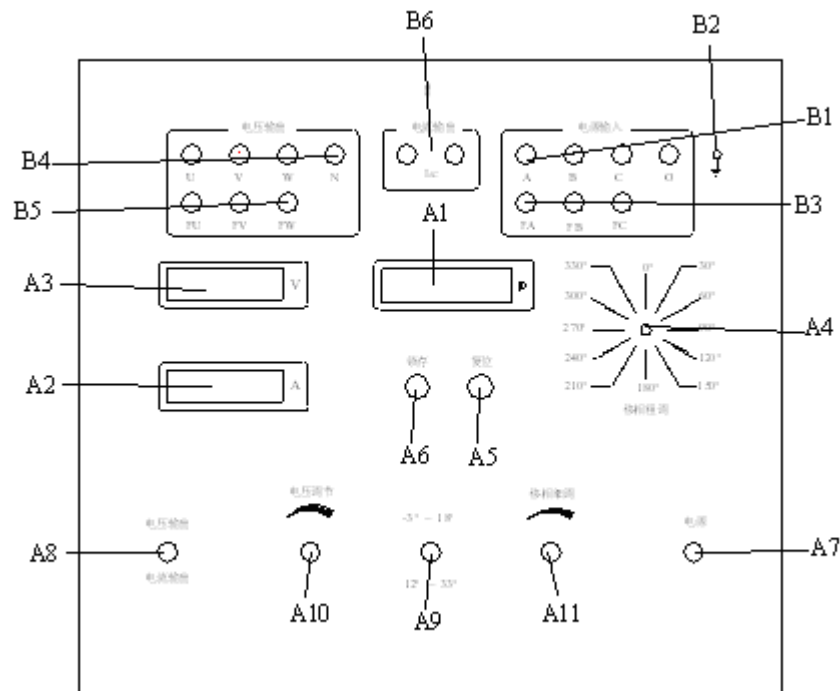 B6
B2
电压输出
电流输出
电源输入
B1
B4
U V W N
Iac
A B C O
B5
FU FV FW
A1
FA FB FC
B3
A3
V
P
330° 0° 30°
300° 60°
270° 90°
A4
240° 120°
210° 180° 150°
移相粗调
A2
A
锁存 复位
A6 A5
电压调节
移相细调
电压输出
-3° ~ 18°
电源
A8
A7
电流输出
12° ~ 33°
A10 A9 A11